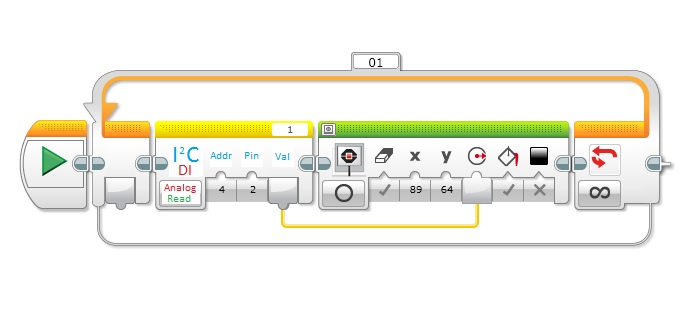 01
1
I²C
DI
Addr Pin Val
x y
Analog
Read
4 2
89 64
∞